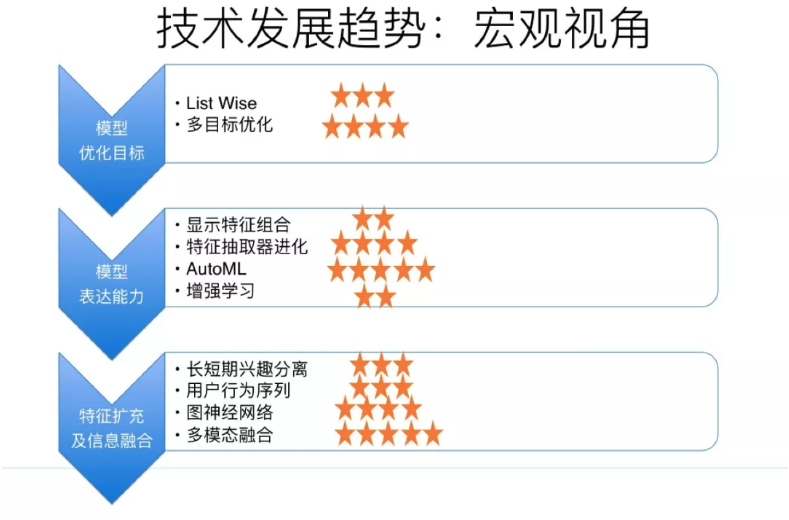 技术发展趋势：宏观视角
模型
优化目标
• List Wise
• 多目标优化
模型
表达能力
• 显示特征组合
• 特征抽取器进化
• AutoML
• 增强学习
特征扩充
及信息融合
• 长短期兴趣分离
• 用户行为序列
• 图神经网络
• 多模态融合